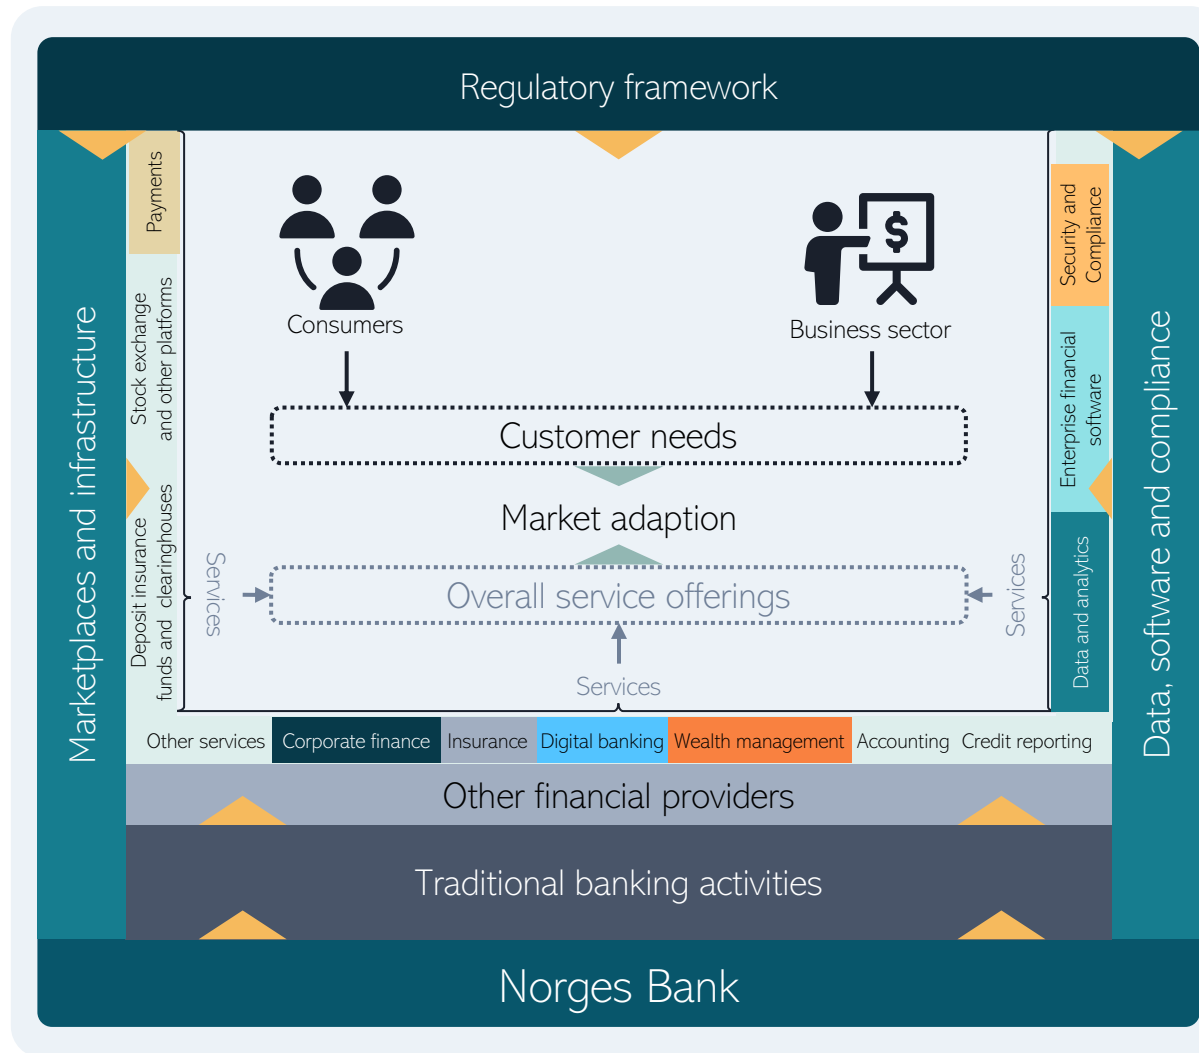 Regulatory framework
Marketplaces and infrastructure
Payments
Stock exchange
and other platforms
Deposit insurance
funds and clearinghouses
Consumers
Business sector
$
Customer needs
Market adaption
Overall service offerings
Services
Services
Services
Security and
Compliance
Enterprise financial
software
Data and analytics
Data, software and compliance
Other services
Corporate finance
Insurance
Digital banking
Wealth management
Accounting
Credit reporting
Other financial providers
Traditional banking activities
Norges Bank